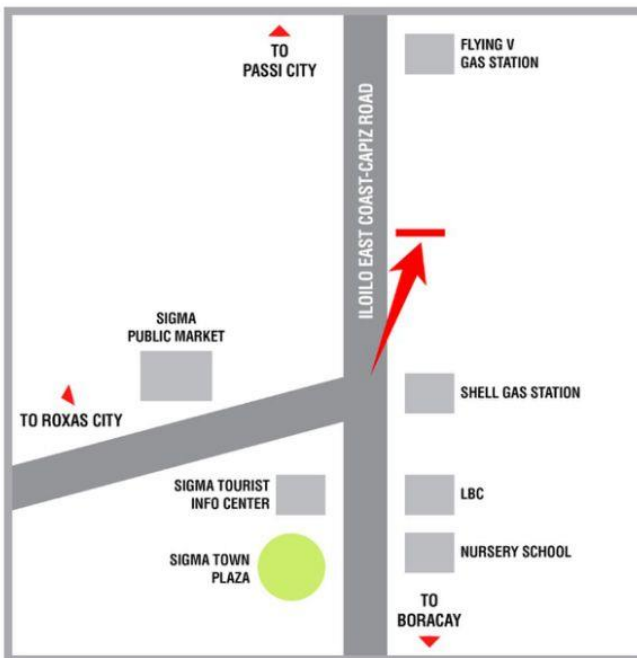 TO
PASSI CITY
FLYING V
GAS STATION
ILOILO EAST COAST-CAPIZ ROAD
SIGMA
PUBLIC MARKET
TO ROXAS CITY
SHELL GAS STATION
SIGMA TOURIST
INFO CENTER
LBC
SIGMA TOWN
PLAZA
NURSERY SCHOOL
TO
BORACAY